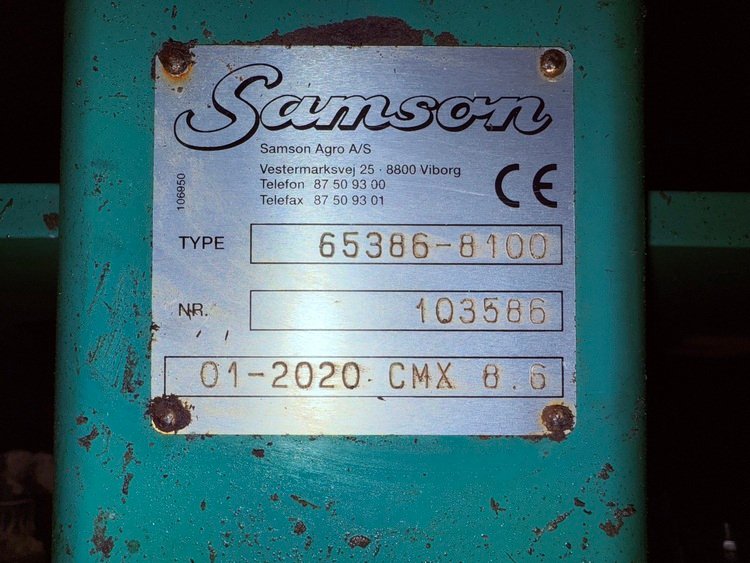 Samson
Samson Agro A/S
Vestermarksvej 25 · 8800 Viborg
Telefon 87 50 93 00
Telefax 87 50 93 01
CE
106950
TYPE 65386-8100
NR. 103586
01-2020 CMX 8.6